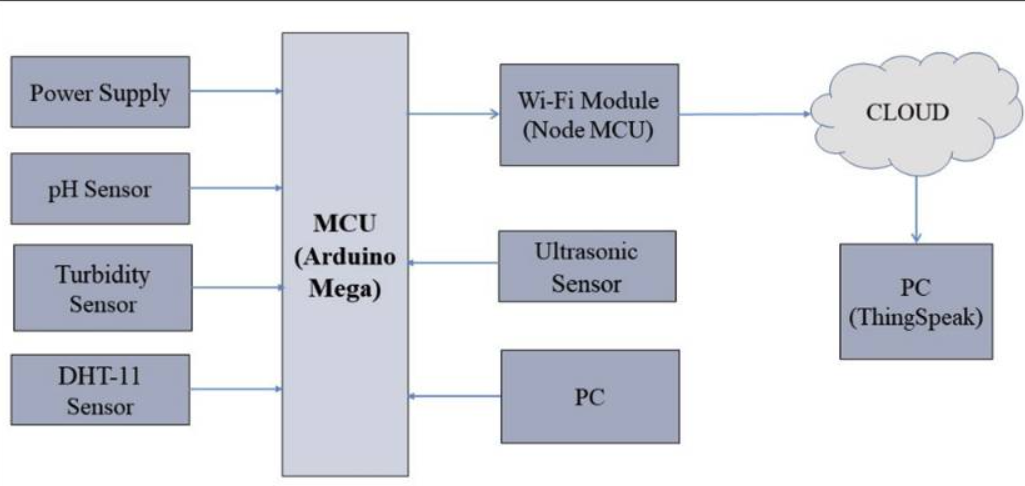 Power Supply
pH Sensor
Turbidity
Sensor
DHT-11
Sensor
MCU
(Arduino
Mega)
Wi-Fi Module
(Node MCU)
Ultrasonic
Sensor
PC
CLOUD
PC
(ThingSpeak)